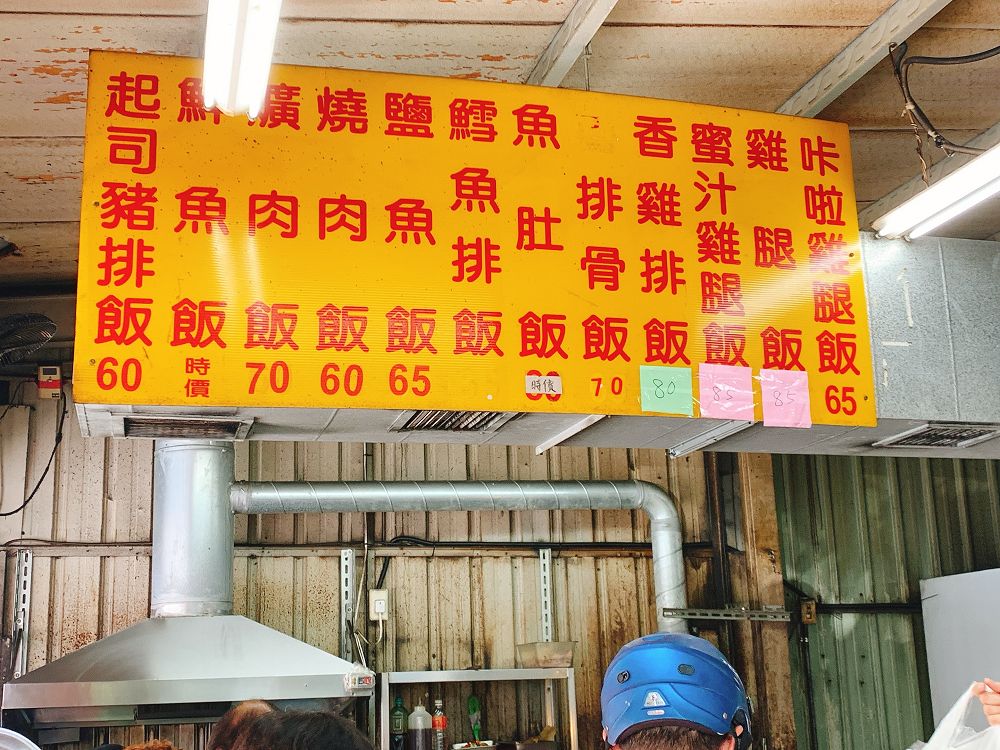 咔啦雞腿飯 65
雞腿飯 85
蜜汁雞腿飯 85
香雞排飯 80
排骨飯 70
魚肚飯 時價
鱈魚排飯
鹽魚飯 65
燒肉飯 60
爌肉飯 70
鮮魚飯 時價
起司豬排飯 60